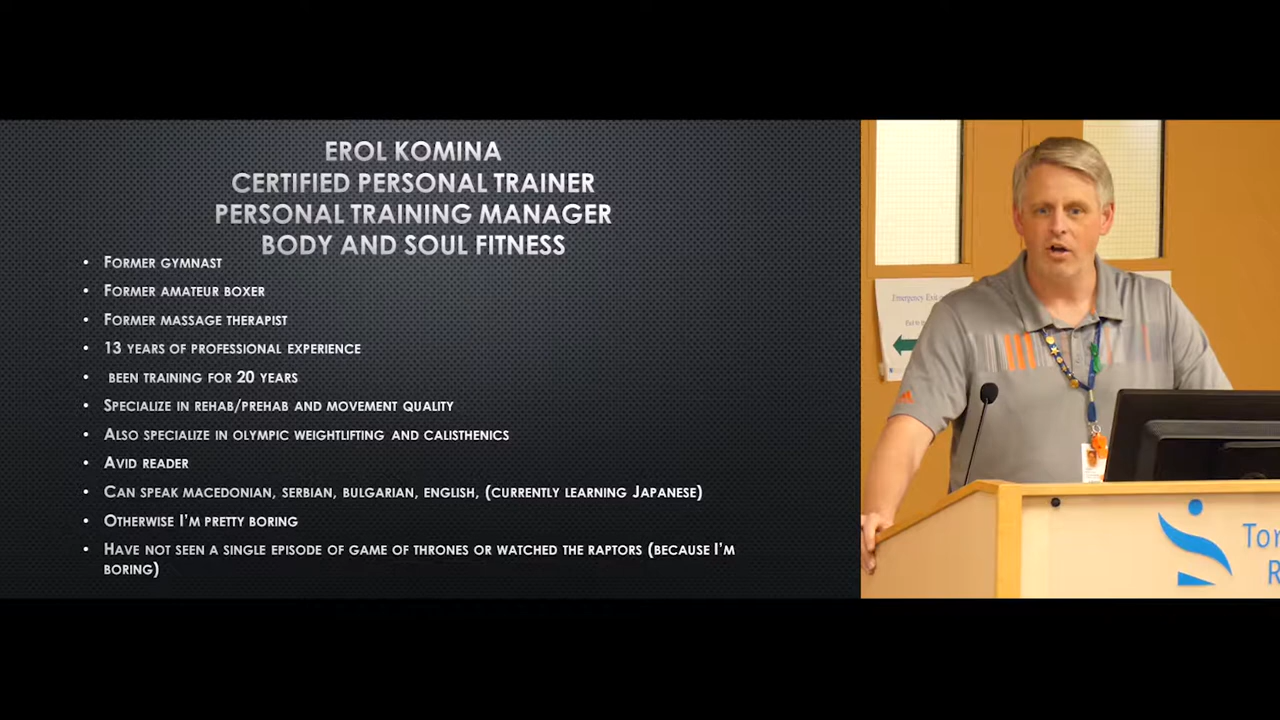 EROL KOMINA
CERTIFIED PERSONAL TRAINER
PERSONAL TRAINING MANAGER
BODY AND SOUL FITNESS
• FORMER GYMNAST
• FORMER AMATEUR BOXER
• FORMER MASSAGE THERAPIST
• 13 YEARS OF PROFESSIONAL EXPERIENCE
• BEEN TRAINING FOR 20 YEARS
• SPECIALIZE IN REHAB/PREHAB AND MOVEMENT QUALITY
• ALSO SPECIALIZE IN OLYMPIC WEIGHTLIFTING AND CALISTHENICS
• AVID READER
• CAN SPEAK MACEDONIAN, SERBIAN, BULGARIAN, ENGLISH, (CURRENTLY LEARNING JAPANESE)
• OTHERWISE I'M PRETTY BORING
• HAVE NOT SEEN A SINGLE EPISODE OF GAME OF THRONES OR WATCHED THE RAPTORS (BECAUSE I'M
BORING)
Emergency Exit
Tor
R